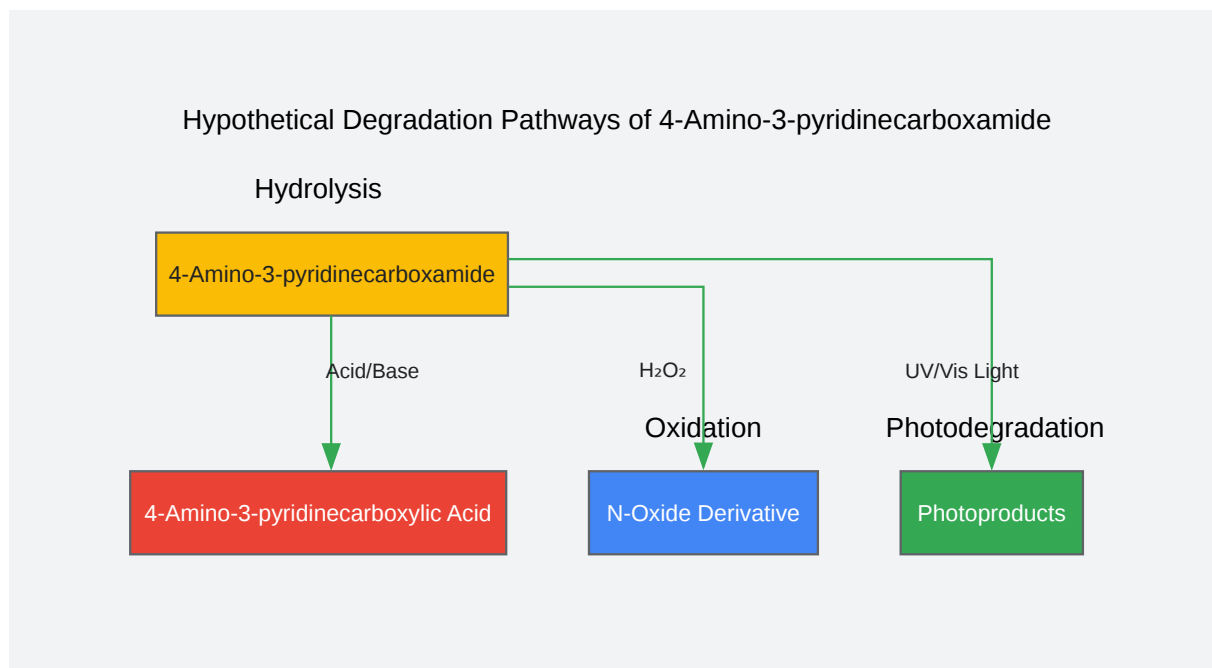 Hypothetical Degradation Pathways of 4-Amino-3-pyridinecarboxamide
Hydrolysis
4-Amino-3-pyridinecarboxamide
Acid/Base
H₂O₂
UV/Vis Light
Oxidation
Photodegradation
4-Amino-3-pyridinecarboxylic Acid
N-Oxide Derivative
Photoproducts